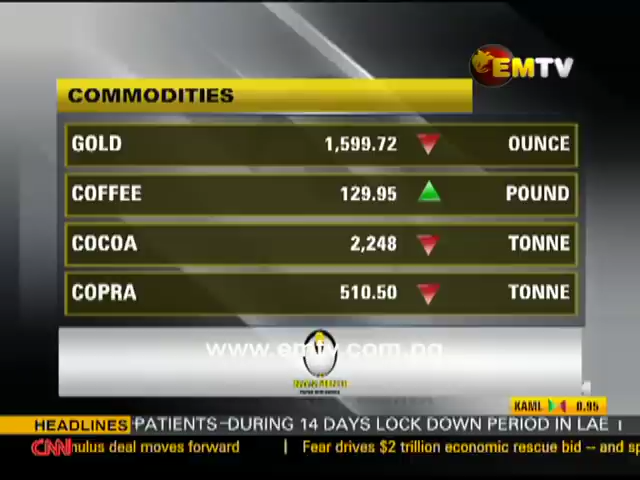 EMTV
COMMODITIES
GOLD 1,599.72 OUNCE
COFFEE 129.95 POUND
COCOA 2,248 TONNE
COPRA 510.50 TONNE
www.emtv.com.pg
KAML 0.95
HEADLINES PATIENTS-DURING 14 DAYS LOCK DOWN PERIOD IN LAE
CNN mulus deal moves forward | Fear drives $2 trillion economic rescue bid -- and sp